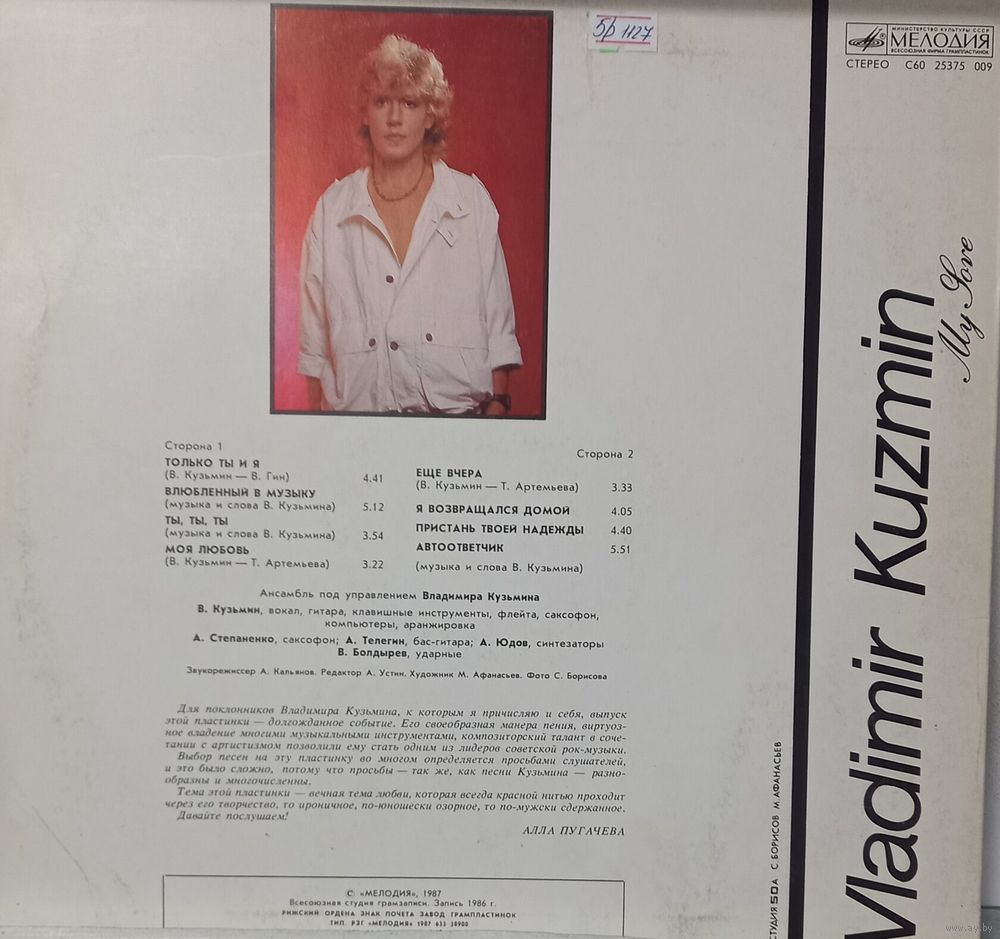 5р 1127
МИНИСТЕРСТВО КУЛЬТУРЫ СССР
МЕЛОДИЯ
ВСЕСОЮЗНАЯ ФИРМА ГРАМПЛАСТИНОК
СТЕРЕО С60 25375 009
Vladimir Kuzmin
My Love
Сторона 1
ТОЛЬКО ТЫ И Я
(В. Кузьмин — В. Гин) 4.41
ВЛЮБЛЕННЫЙ В МУЗЫКУ
(музыка и слова В. Кузьмина) 5.12
ТЫ, ТЫ, ТЫ
(музыка и слова В. Кузьмина) 3.54
МОЯ ЛЮБОВЬ
(В. Кузьмин — Т. Артемьева) 3.22
Сторона 2
ЕЩЕ ВЧЕРА
(В. Кузьмин — Т. Артемьева) 3.33
Я ВОЗВРАЩАЛСЯ ДОМОЙ 4.05
ПРИСТАНЬ ТВОЕЙ НАДЕЖДЫ 4.40
АВТООТВЕТЧИК 5.51
(музыка и слова В. Кузьмина)
Ансамбль под управлением Владимира Кузьмина
В. Кузьмин, вокал, гитара, клавишные инструменты, флейта, саксофон,
компьютеры, аранжировка
А. Степаненко, саксофон; А. Телегин, бас-гитара; А. Юдов, синтезаторы
В. Болдырев, ударные
Звукорежиссер А. Кальянов. Редактор А. Устин. Художник М. Афанасьев. Фото С. Борисова
Для поклонников Владимира Кузьмина, к которым я причисляю и себя, выпуск
этой пластинки — долгожданное событие. Его своеобразная манера пения, виртуоз-
ное владение многими музыкальными инструментами, композиторский талант в соче-
тании с артистизмом позволили ему стать одним из лидеров советской рок-музыки.
Выбор песен на эту пластинку во многом определяется просьбами слушателей,
и это было сложно, потому что просьбы — так же, как песни Кузьмина — разно-
образны и многочисленны.
Тема этой пластинки — вечная тема любви, которая всегда красной нитью проходит
через его творчество, то ироничное, по-юношески озорное, то по-мужски сдержанное.
Давайте послушаем!
АЛЛА ПУГАЧЕВА
© «МЕЛОДИЯ», 1987
Всесоюзная студия грамзаписи. Запись 1986 г.
РИЖСКИЙ ОРДЕНА ЗНАК ПОЧЕТА ЗАВОД ГРАМПЛАСТИНОК
ТИП. РЗГ «МЕЛОДИЯ» 1987 633 30900
СТУДИЯ 50А С.БОРИСОВ М.АФАНАСЬЕВ
www.ay.by